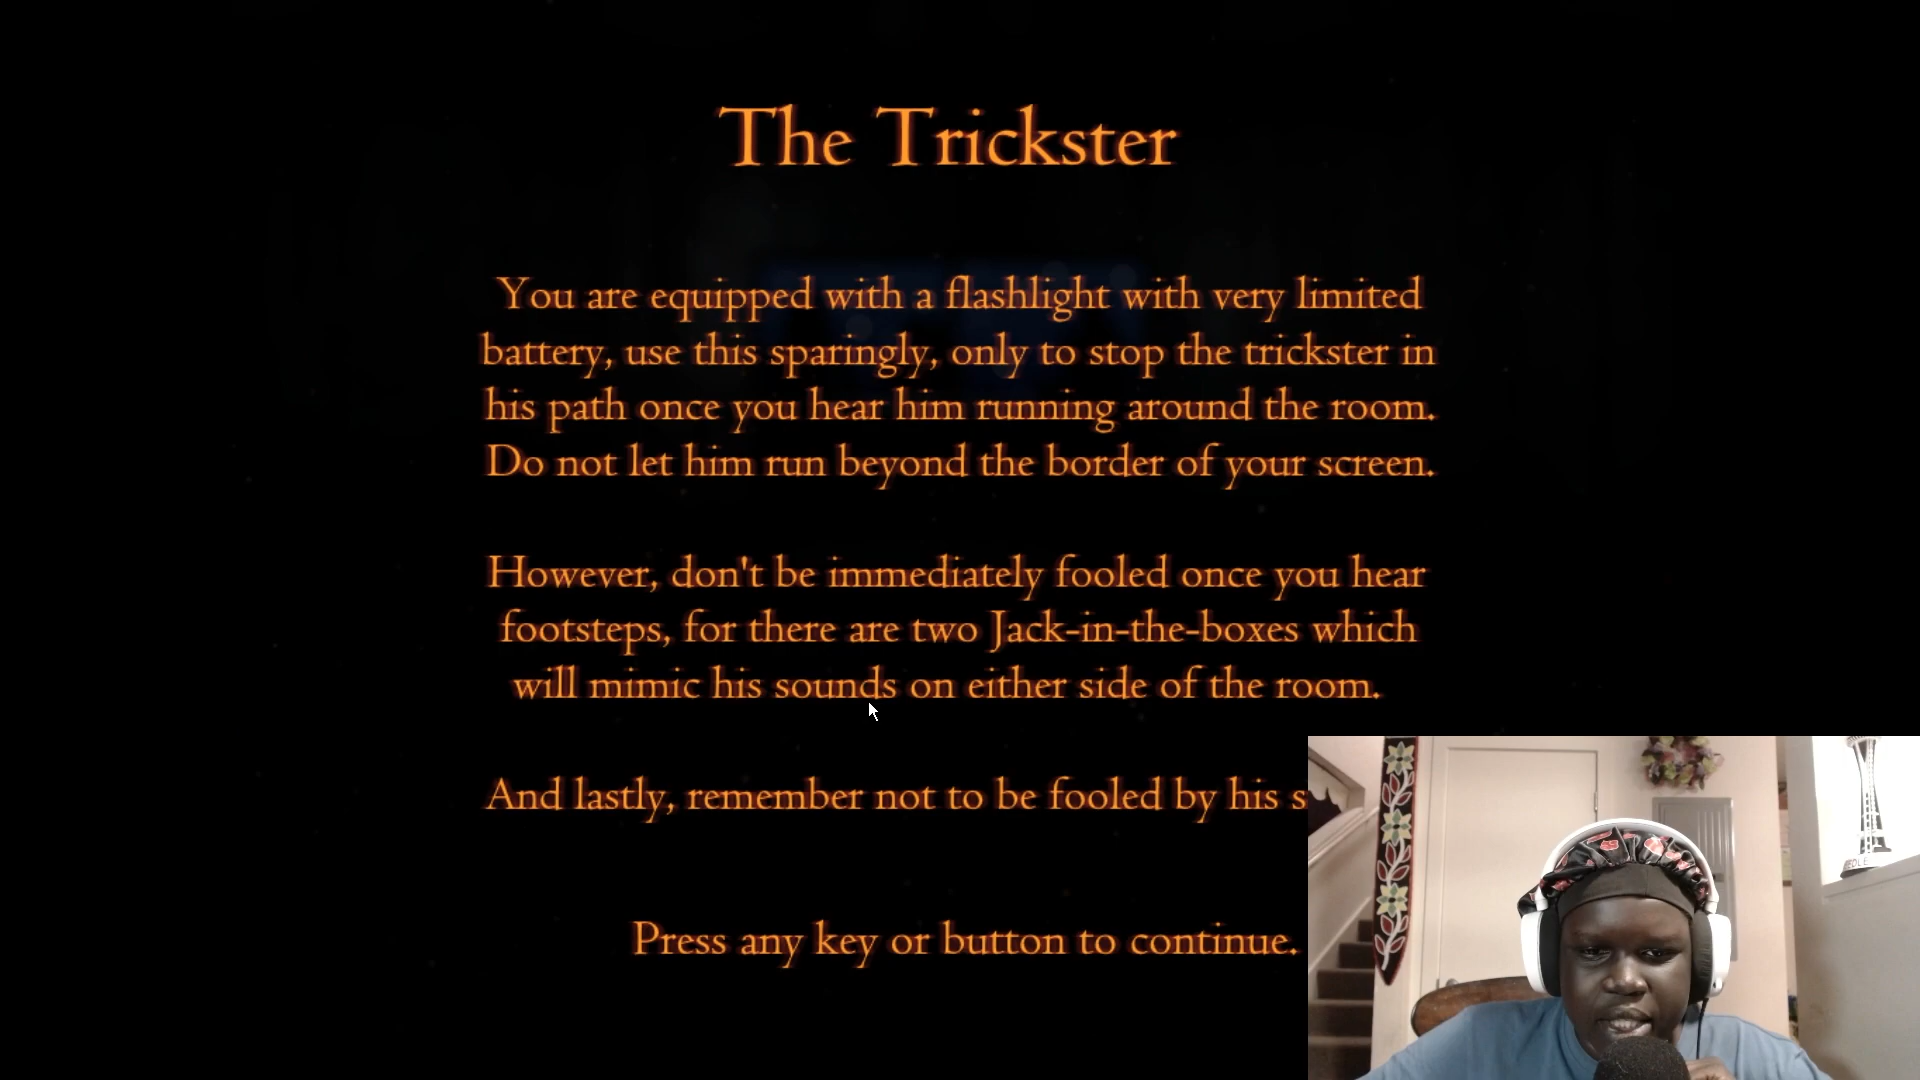 The Trickster
You are equipped with a flashlight with very limited
battery, use this sparingly, only to stop the trickster in
his path once you hear him running around the room.
Do not let him run beyond the border of your screen.
However, don't be immediately fooled once you hear
footsteps, for there are two Jack-in-the-boxes which
will mimic his sounds on either side of the room.
And lastly, remember not to be fooled by his
Press any key or button to continue.